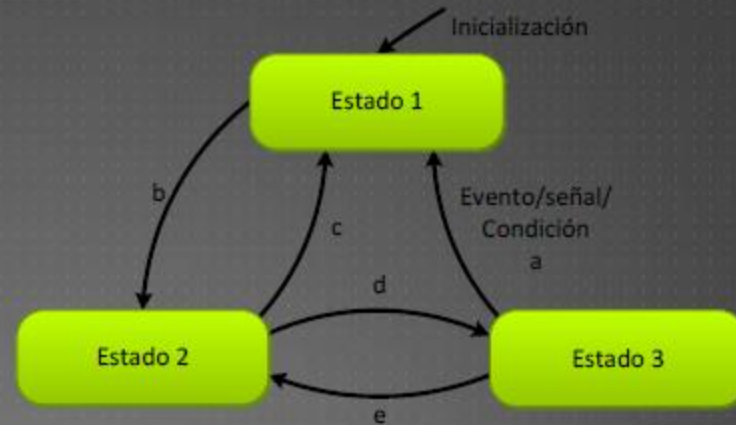 Inicialización
Estado 1
b
c
Evento/señal/
Condición
a
d
Estado 2
Estado 3
e